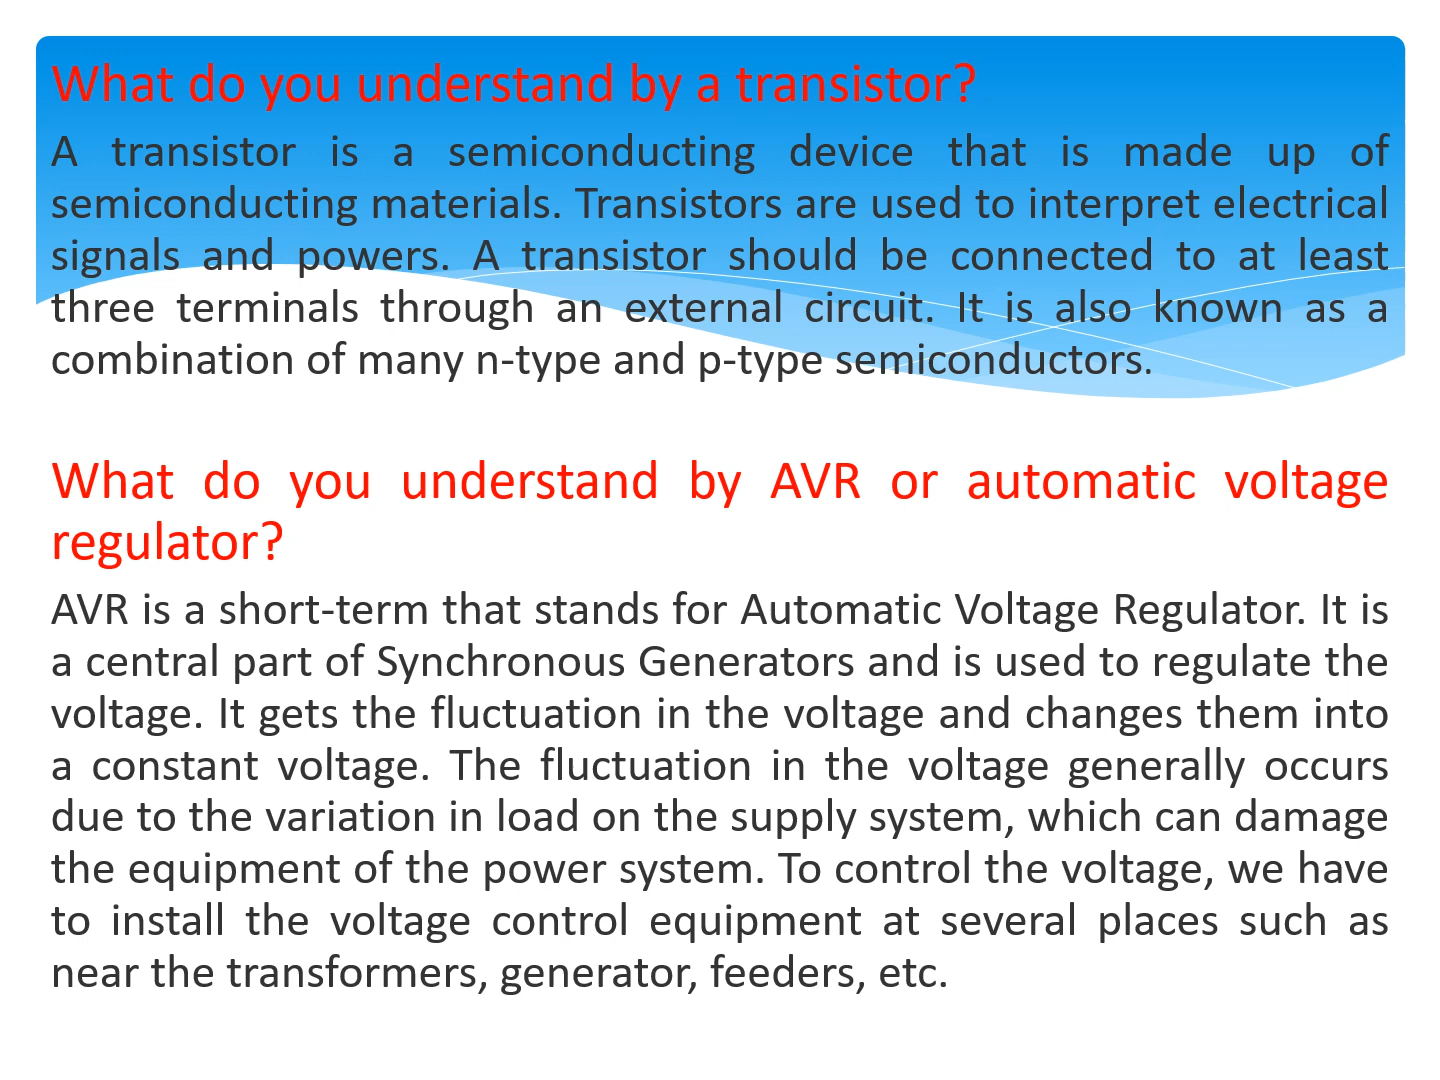 What do you understand by a transistor?
A transistor is a semiconducting device that is made up of
semiconducting materials. Transistors are used to interpret electrical
signals and powers. A transistor should be connected to at least
three terminals through an external circuit. It is also known as a
combination of many n-type and p-type semiconductors.
What do you understand by AVR or automatic voltage
regulator?
AVR is a short-term that stands for Automatic Voltage Regulator. It is
a central part of Synchronous Generators and is used to regulate the
voltage. It gets the fluctuation in the voltage and changes them into
a constant voltage. The fluctuation in the voltage generally occurs
due to the variation in load on the supply system, which can damage
the equipment of the power system. To control the voltage, we have
to install the voltage control equipment at several places such as
near the transformers, generator, feeders, etc.